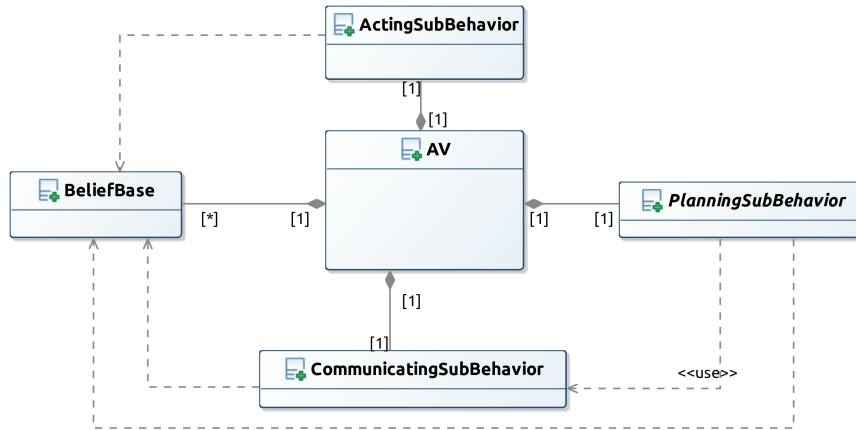 ActingSubBehavior
[1]
[1]
AV
BeliefBase
[*]
[1]
[1]
[1]
PlanningSubBehavior
[1]
[1]
CommunicatingSubBehavior
<<use>>